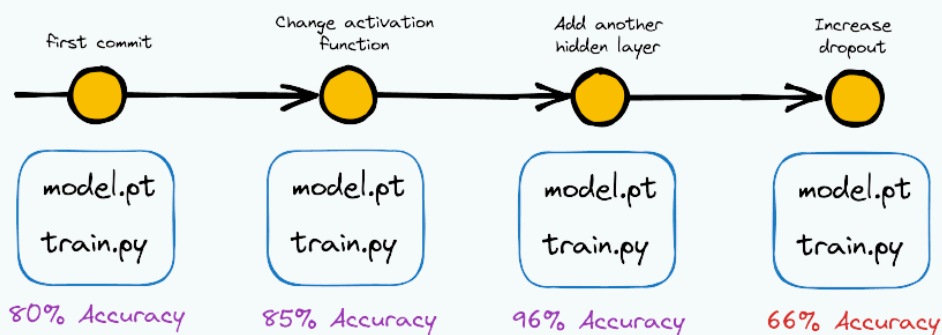 first commit
Change activation
function
Add another
hidden layer
Increase
dropout
model.pt
train.py
model.pt
train.py
model.pt
train.py
model.pt
train.py
80% Accuracy
85% Accuracy
96% Accuracy
66% Accuracy